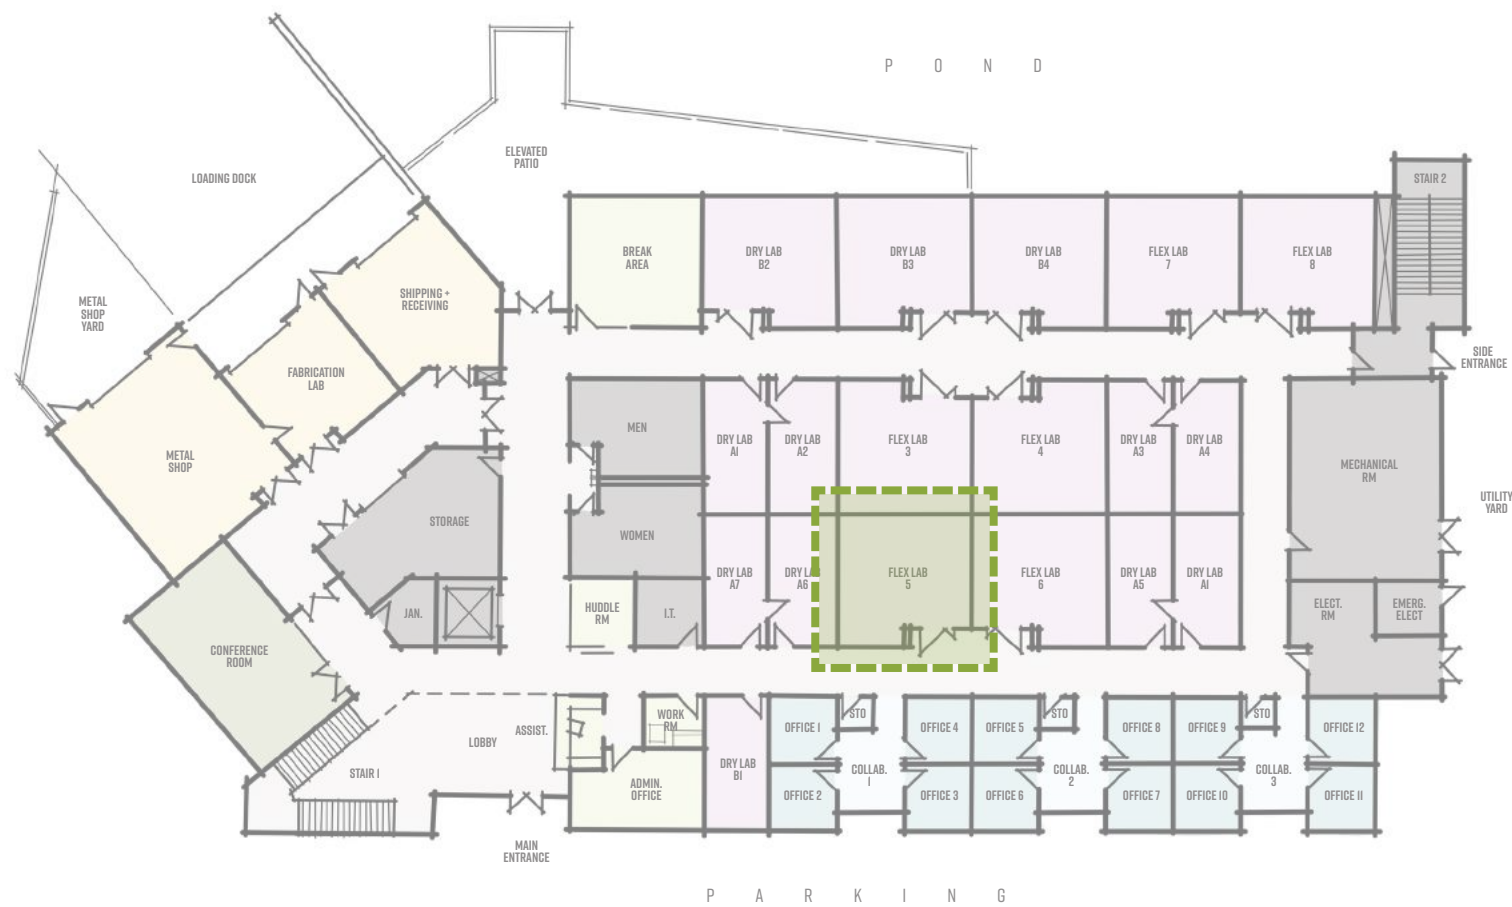 P O N D
ELEVATED
PATIO
LOADING DOCK
STAIR 2
BREAK
AREA
DRY LAB
B2
DRY LAB
B3
DRY LAB
B4
FLEX LAB
7
FLEX LAB
8
METAL
SHOP
YARD
SHIPPING +
RECEIVING
SIDE
ENTRANCE
FABRICATION
LAB
MEN
DRY LAB
A1
DRY LAB
A2
FLEX LAB
3
FLEX LAB
4
DRY LAB
A3
DRY LAB
A4
METAL
SHOP
MECHANICAL
RM
UTILITY
YARD
STORAGE
WOMEN
DRY LAB
A7
DRY LAB
A6
FLEX LAB
5
FLEX LAB
6
DRY LAB
A5
DRY LAB
A1
HUDDLE
RM
I.T.
JAN.
ELECT.
RM
EMERG.
ELECT
CONFERENCE
ROOM
LOBBY
ASSIST.
WORK
RM
STAIR 1
ADMIN.
OFFICE
DRY LAB
B1
OFFICE 1
STO
OFFICE 4
OFFICE 5
STO
OFFICE 8
OFFICE 9
STO
OFFICE 12
COLLAB.
1
COLLAB.
2
COLLAB.
3
OFFICE 2
OFFICE 3
OFFICE 6
OFFICE 7
OFFICE 10
OFFICE 11
MAIN
ENTRANCE
P A R K I N G